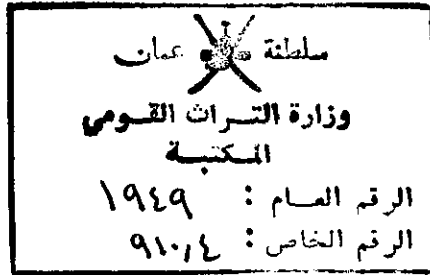 سلطنة عمان
وزارة التراث القومي
المكتبة
الرقم العام : ١٩٤٩
الرقم الخاص : ٩١٠,٤